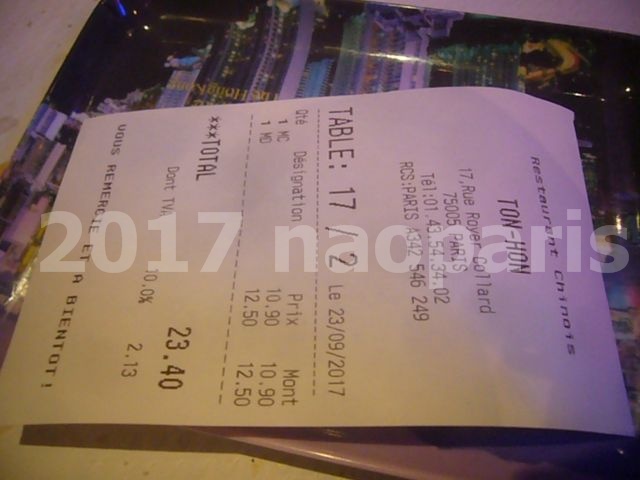 Restaurent Chinois
TON-HON
17,Rue Royer Collard
75005 PARIS
Tél:01.43.54.34.02
RCS:PARIS A342 546 249
TABLE: 17 / 2 Le 23/09/2017
Qté Désignation Prix Mont
1 MC 10.90 10.90
1 MD 12.50 12.50
***TOTAL 23.40
Dont TVA 10.0% 2.13
VOUS REMERCIE ET A BIENTOT!
2017 naoparis